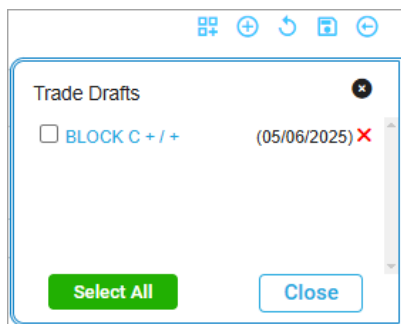 Trade Drafts
BLOCK C + / + (05/06/2025)
Select All Close